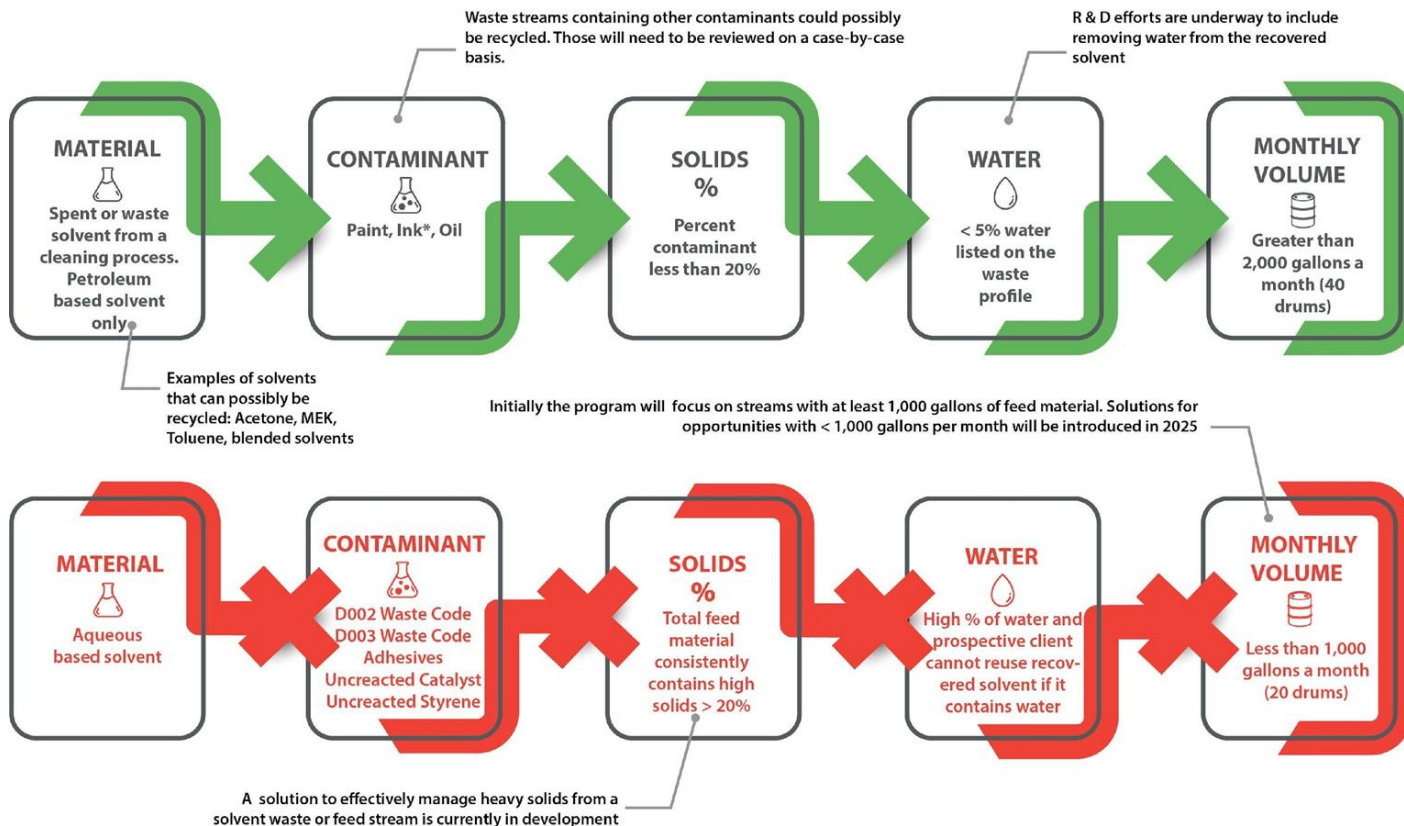 Waste streams containing other contaminants could possibly
be recycled. Those will need to be reviewed on a case-by-case
basis.
R & D efforts are underway to include
removing water from the recovered
solvent
MATERIAL
Spent or waste
solvent from a
cleaning process.
Petroleum
based solvent
only
CONTAMINANT
Paint, Ink*, Oil
SOLIDS
%
Percent
contaminant
less than 20%
WATER
< 5% water
listed on the
waste
profile
MONTHLY
VOLUME
Greater than
2,000 gallons a
month (40
drums)
Examples of solvents
that can possibly be
recycled: Acetone, MEK,
Toluene, blended solvents
Initially the program will focus on streams with at least 1,000 gallons of feed material. Solutions for
opportunities with < 1,000 gallons per month will be introduced in 2025
MATERIAL
Aqueous
based solvent
CONTAMINANT
D002 Waste Code
D003 Waste Code
Adhesives
Uncreacted Catalyst
Uncreacted Styrene
SOLIDS
%
Total feed
material
consistently
contains high
solids > 20%
WATER
High % of water and
prospective client
cannot reuse recov-
ered solvent if it
contains water
MONTHLY
VOLUME
Less than 1,000
gallons a month
(20 drums)
A solution to effectively manage heavy solids from a
solvent waste or feed stream is currently in development